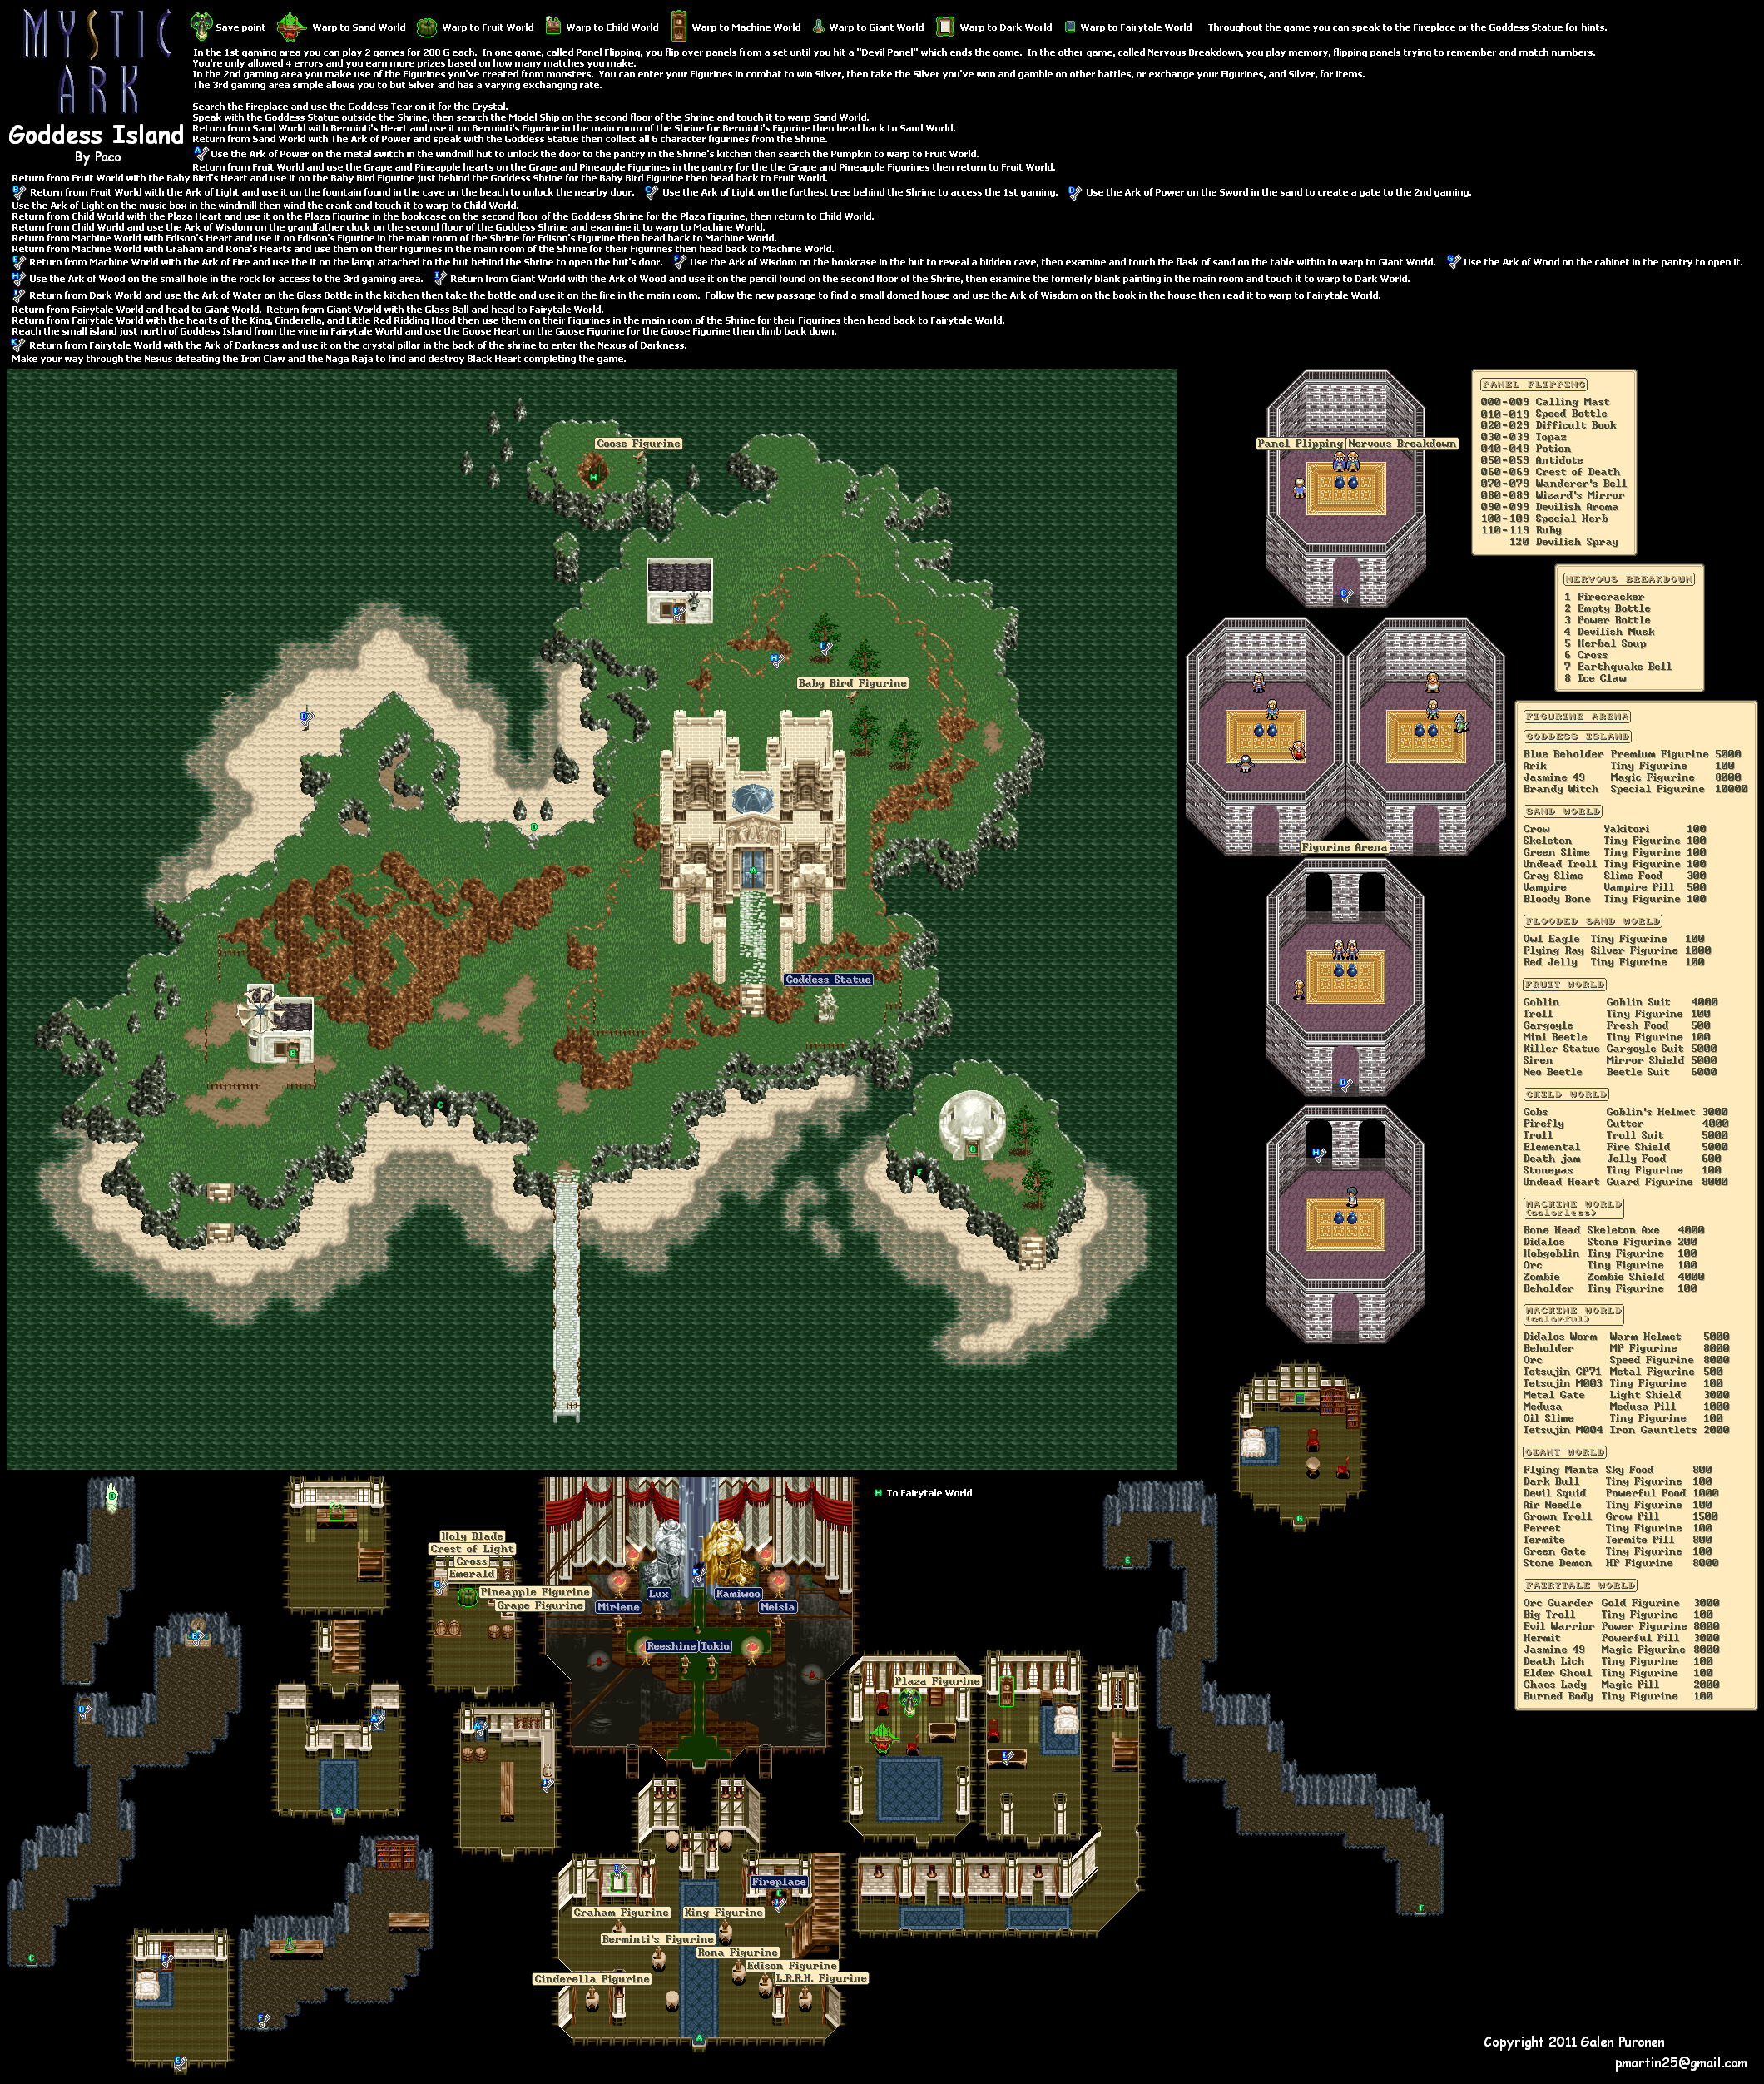 MYSTIC
ARK
Goddess Island
By Paco
Save point
Warp to Sand World
Warp to Fruit World
Warp to Child World
Warp to Machine World
Warp to Giant World
Warp to Dark World
Warp to Fairytale World
Throughout the game you can speak to the Fireplace or the Goddess Statue for hints.
In the 1st gaming area you can play 2 games for 200 G each. In one game, called Panel Flipping, you flip over panels from a set until you hit a "Devil Panel" which ends the game. In the other game, called Nervous Breakdown, you play memory, flipping panels trying to remember and match numbers.
You're only allowed 4 errors and you earn more prizes based on how many matches you make.
In the 2nd gaming area you make use of the Figurines you've created from monsters. You can enter your Figurines in combat to win Silver, then take the Silver you've won and gamble on other battles, or exchange your Figurines, and Silver, for items.
The 3rd gaming area simple allows you to but Silver and has a varying exchanging rate.
Search the Fireplace and use the Goddess Tear on it for the Crystal.
Speak with the Goddess Statue outside the Shrine, then search the Model Ship on the second floor of the Shrine and touch it to warp Sand World.
Return from Sand World with Berminti's Heart and use it on Berminti's Figurine in the main room of the Shrine for Berminti's Figurine then head back to Sand World.
Return from Sand World with The Ark of Power and speak with the Goddess Statue then collect all 6 character figurines from the Shrine.
A Use the Ark of Power on the metal switch in the windmill hut to unlock the door to the pantry in the Shrine's kitchen then search the Pumpkin to warp to Fruit World.
Return from Fruit World and use the Grape and Pineapple hearts on the Grape and Pineapple Figurines in the pantry for the the Grape and Pineapple Figurines then return to Fruit World.
Return from Fruit World with the Baby Bird's Heart and use it on the Baby Bird Figurine just behind the Goddess Shrine for the Baby Bird Figurine then head back to Fruit World.
B Return from Fruit World with the Ark of Light and use it on the fountain found in the cave on the beach to unlock the nearby door. C Use the Ark of Light on the furthest tree behind the Shrine to access the 1st gaming. D Use the Ark of Power on the Sword in the sand to create a gate to the 2nd gaming.
Use the Ark of Light on the music box in the windmill then wind the crank and touch it to warp to Child World.
Return from Child World with the Plaza Heart and use it on the Plaza Figurine in the bookcase on the second floor of the Goddess Shrine for the Plaza Figurine, then return to Child World.
Return from Child World and use the Ark of Wisdom on the grandfather clock on the second floor of the Goddess Shrine and examine it to warp to Machine World.
Return from Machine World with Edison's Heart and use it on Edison's Figurine in the main room of the Shrine for Edison's Figurine then head back to Machine World.
Return from Machine World with Graham and Rona's Hearts and use them on their Figurines in the main room of the Shrine for their Figurines then head back to Machine World.
E Return from Machine World with the Ark of Fire and use the it on the lamp attached to the hut behind the Shrine to open the hut's door. F Use the Ark of Wisdom on the bookcase in the hut to reveal a hidden cave, then examine and touch the flask of sand on the table within to warp to Giant World. G Use the Ark of Wood on the cabinet in the pantry to open it.
H Use the Ark of Wood on the small hole in the rock for access to the 3rd gaming area. I Return from Giant World with the Ark of Wood and use it on the pencil found on the second floor of the Shrine, then examine the formerly blank painting in the main room and touch it to warp to Dark World.
J Return from Dark World and use the Ark of Water on the Glass Bottle in the kitchen then take the bottle and use it on the fire in the main room. Follow the new passage to find a small domed house and use the Ark of Wisdom on the book in the house then read it to warp to Fairytale World.
Return from Fairytale World and head to Giant World. Return from Giant World with the Glass Ball and head to Fairytale World.
Return from Fairytale World with the hearts of the King, Cinderella, and Little Red Ridding Hood then use them on their Figurines in the main room of the Shrine for their Figurines then head back to Fairytale World.
Reach the small island just north of Goddess Island from the vine in Fairytale World and use the Goose Heart on the Goose Figurine for the Goose Figurine then climb back down.
K Return from Fairytale World with the Ark of Darkness and use it on the crystal pillar in the back of the shrine to enter the Nexus of Darkness.
Make your way through the Nexus defeating the Iron Claw and the Naga Raja to find and destroy Black Heart completing the game.
Goose Figurine
H
E
H
C
Baby Bird Figurine
D
D
A
Goddess Statue
B
C
G
F
Panel Flipping
Nervous Breakdown
C
Figurine Arena
D
H
PANEL FLIPPING
000-009 Calling Mast
010-019 Speed Bottle
020-029 Difficult Book
030-039 Topaz
040-049 Potion
050-059 Antidote
060-069 Crest of Death
070-079 Wanderer's Bell
080-089 Wizard's Mirror
090-099 Devilish Aroma
100-109 Special Herb
110-119 Ruby
120 Devilish Spray
NERVOUS BREAKDOWN
1 Firecracker
2 Empty Bottle
3 Power Bottle
4 Devilish Musk
5 Herbal Soup
6 Cross
7 Earthquake Bell
8 Ice Claw
FIGURINE ARENA
GODDESS ISLAND
Blue Beholder Premium Figurine 5000
Arik Tiny Figurine 100
Jasmine 49 Magic Figurine 8000
Brandy Witch Special Figurine 10000
SAND WORLD
Crow Yakitori 100
Skeleton Tiny Figurine 100
Green Slime Tiny Figurine 100
Undead Troll Tiny Figurine 100
Gray Slime Slime Food 300
Vampire Vampire Pill 500
Bloody Bone Tiny Figurine 100
FLOODED SAND WORLD
Owl Eagle Tiny Figurine 100
Flying Ray Silver Figurine 1000
Red Jelly Tiny Figurine 100
FRUIT WORLD
Goblin Goblin Suit 4000
Troll Tiny Figurine 100
Gargoyle Fresh Food 500
Mini Beetle Tiny Figurine 100
Killer Statue Gargoyle Suit 5000
Siren Mirror Shield 5000
Neo Beetle Beetle Suit 6000
CHILD WORLD
Gobs Goblin's Helmet 3000
Firefly Cutter 4000
Troll Troll Suit 5000
Elemental Fire Shield 5000
Death jam Jelly Food 600
Stonepas Tiny Figurine 100
Undead Heart Guard Figurine 8000
MACHINE WORLD
(colorless)
Bone Head Skeleton Axe 4000
Didalos Stone Figurine 200
Hobgoblin Tiny Figurine 100
Orc Tiny Figurine 100
Zombie Zombie Shield 4000
Beholder Tiny Figurine 100
MACHINE WORLD
(colorful)
Didalos Worm Warm Helmet 5000
Beholder MP Figurine 8000
Orc Speed Figurine 8000
Tetsujin GP71 Metal Figurine 500
Tetsujin M003 Tiny Figurine 100
Metal Gate Light Shield 3000
Medusa Medusa Pill 1000
Oil Slime Tiny Figurine 100
Tetsujin M004 Iron Gauntlets 2000
GIANT WORLD
Flying Manta Sky Food 800
Dark Bull Tiny Figurine 100
Devil Squid Powerful Food 1000
Air Needle Tiny Figurine 100
Grown Troll Grow Pill 1500
Ferret Tiny Figurine 100
Termite Termite Pill 800
Green Gate Tiny Figurine 100
Stone Demon HP Figurine 8000
FAIRYTALE WORLD
Orc Guarder Gold Figurine 3000
Big Troll Tiny Figurine 100
Evil Warrior Power Figurine 8000
Hermit Powerful Pill 3000
Jasmine 49 Magic Figurine 8000
Death Lich Tiny Figurine 100
Elder Ghoul Tiny Figurine 100
Chaos Lady Magic Pill 2000
Burned Body Tiny Figurine 100
G
D
H To Fairytale World
Holy Blade
Crest of Light
Cross
Emerald
G
Pineapple Figurine
Grape Figurine
K
Lux
Kamiwoo
Miriene
Meisia
Reeshine
Tokio
E
B
B
A
A
B
J
Plaza Figurine
I
C
F
F
E
I
Fireplace
E
J
Graham Figurine
King Figurine
Berminti's Figurine
Rona Figurine
Edison Figurine
Cinderella Figurine
L.R.R.H. Figurine
A
F
Copyright 2011 Galen Puronen
pmartin25@gmail.com